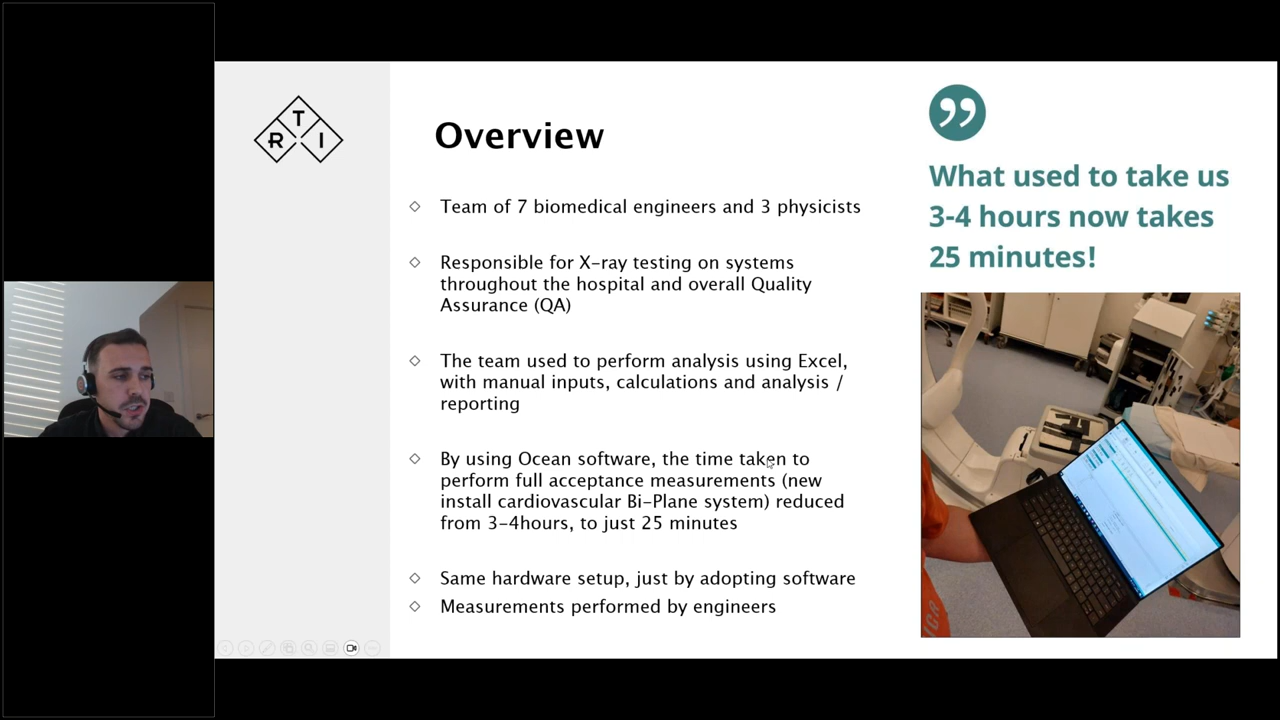 T
R I
Overview
Team of 7 biomedical engineers and 3 physicists
Responsible for X-ray testing on systems
throughout the hospital and overall Quality
Assurance (QA)
The team used to perform analysis using Excel,
with manual inputs, calculations and analysis /
reporting
By using Ocean software, the time taken to
perform full acceptance measurements (new
install cardiovascular Bi-Plane system) reduced
from 3-4hours, to just 25 minutes
Same hardware setup, just by adopting software
Measurements performed by engineers
What used to take us
3-4 hours now takes
25 minutes!